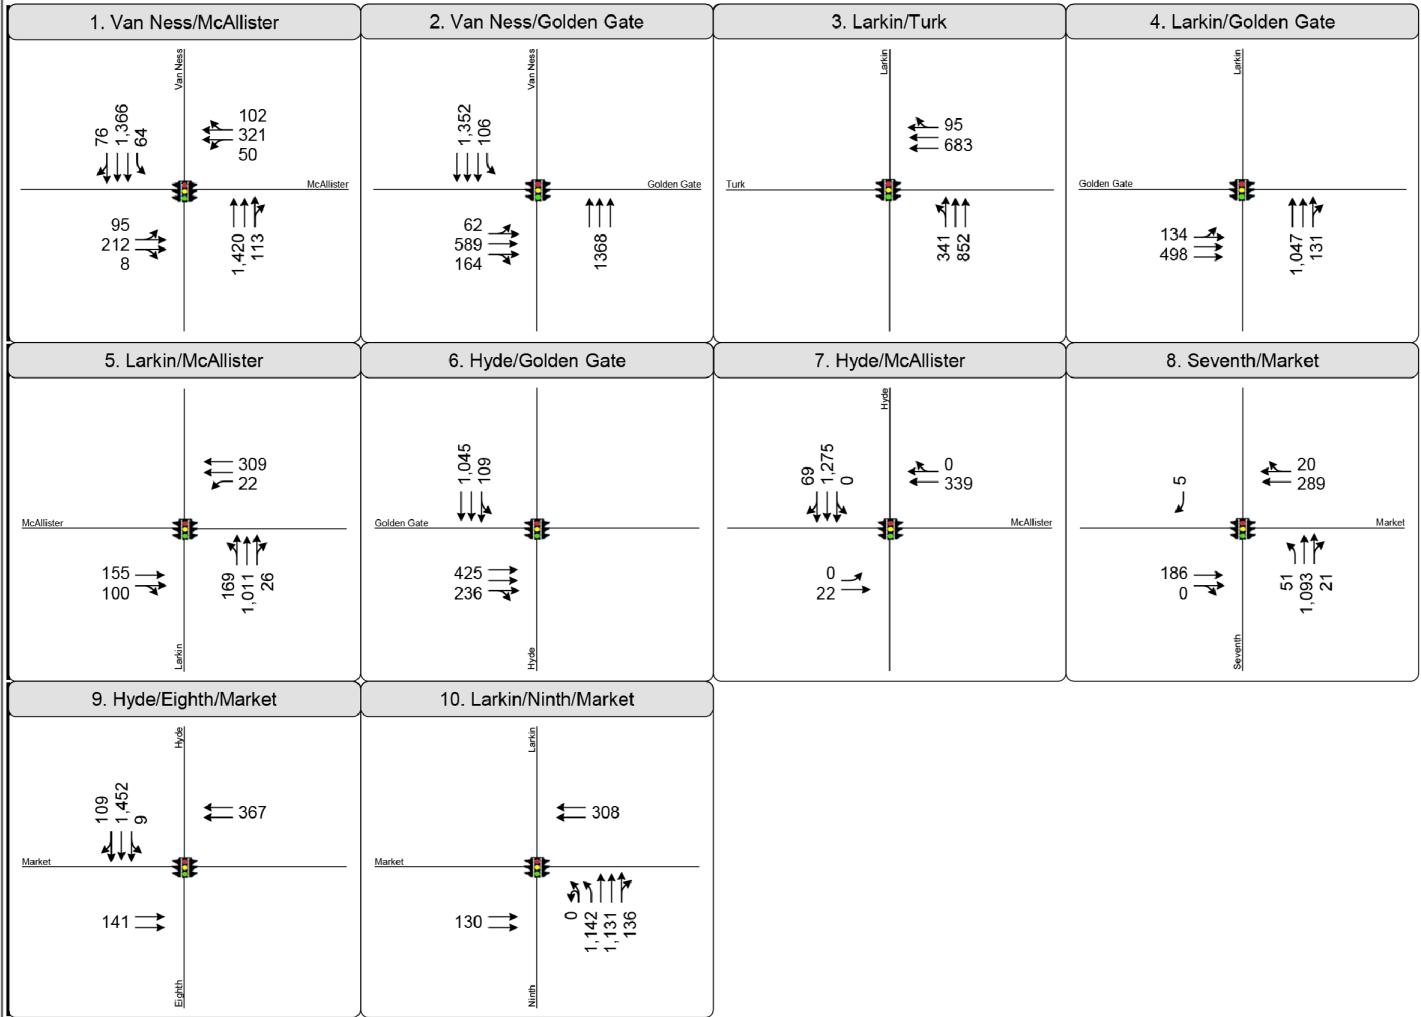 1. Van Ness/McAllister
Van Ness
76
1,366
64
102
321
50
McAllister
95
212
8
1,420
113
2. Van Ness/Golden Gate
Van Ness
1,352
106
Golden Gate
62
589
164
1368
3. Larkin/Turk
Larkin
95
683
Turk
341
852
4. Larkin/Golden Gate
Larkin
Golden Gate
134
498
1,047
131
5. Larkin/McAllister
309
22
McAllister
155
100
169
1,011
26
Larkin
6. Hyde/Golden Gate
1,045
109
Golden Gate
425
236
Hyde
7. Hyde/McAllister
Hyde
69
1,275
0
0
339
McAllister
0
22
8. Seventh/Market
5
20
289
Market
186
0
51
1,093
21
Seventh
9. Hyde/Eighth/Market
Hyde
109
1,452
9
367
Market
141
Eighth
10. Larkin/Ninth/Market
Larkin
308
Market
130
0
1,142
1,131
136
Ninth